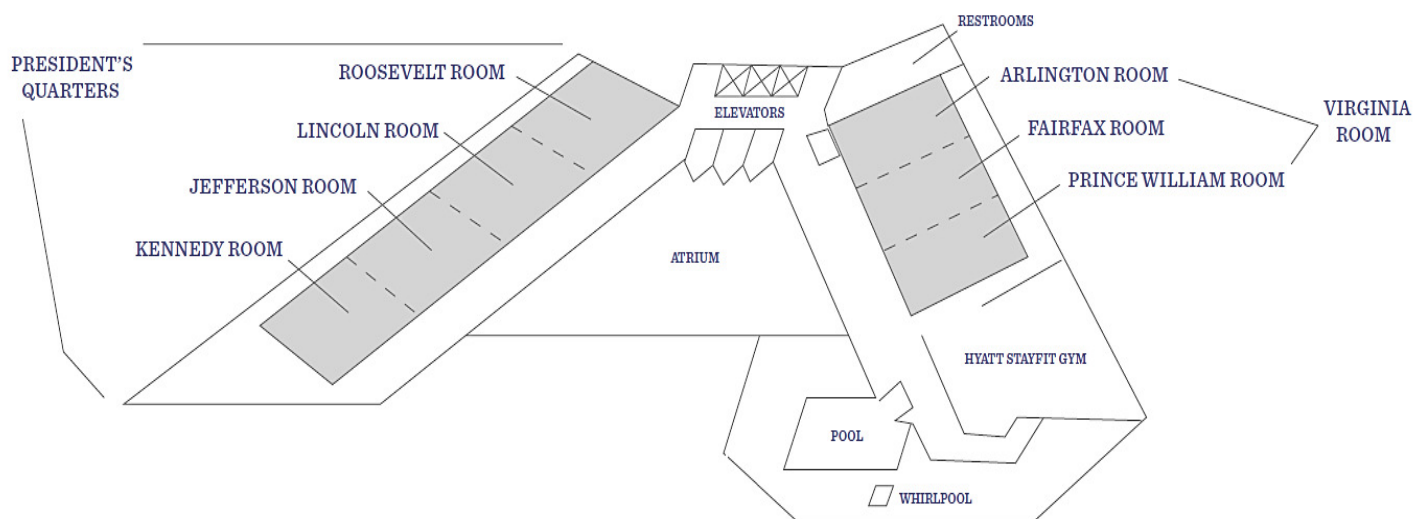 RESTROOMS
PRESIDENT'S
QUARTERS
ROOSEVELT ROOM
ARLINGTON ROOM
ELEVATORS
VIRGINIA
ROOM
LINCOLN ROOM
FAIRFAX ROOM
JEFFERSON ROOM
PRINCE WILLIAM ROOM
KENNEDY ROOM
ATRIUM
HYATT STAYFIT GYM
POOL
WHIRLPOOL